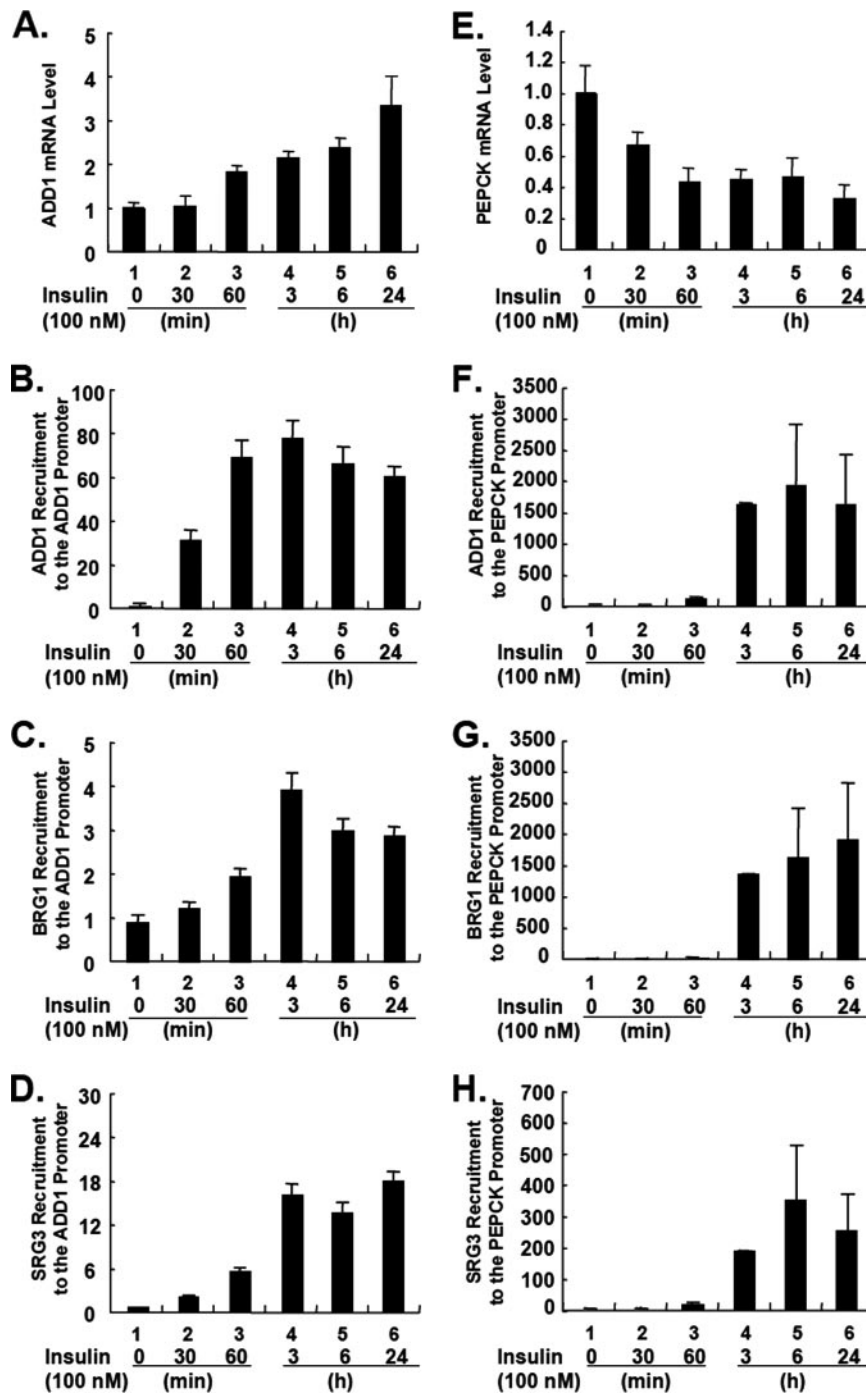 A.
ADD1 mRNA Level
5
4
3
2
1
0
1 2 3 4 5 6
Insulin 0 30 60 3 6 24
(100 nM) (min) (h)
B.
ADD1 Recruitment
to the ADD1 Promoter
100
80
60
40
20
0
1 2 3 4 5 6
Insulin 0 30 60 3 6 24
(100 nM) (min) (h)
C.
BRG1 Recruitment
to the ADD1 Promoter
5
4
3
2
1
0
1 2 3 4 5 6
Insulin 0 30 60 3 6 24
(100 nM) (min) (h)
D.
SRG3 Recruitment
to the ADD1 Promoter
30
24
18
12
6
0
1 2 3 4 5 6
Insulin 0 30 60 3 6 24
(100 nM) (min) (h)
E.
PEPCK mRNA Level
1.4
1.2
1.0
0.8
0.6
0.4
0.2
0
1 2 3 4 5 6
Insulin 0 30 60 3 6 24
(100 nM) (min) (h)
F.
ADD1 Recruitment
to the PEPCK Promoter
3500
3000
2500
2000
1500
1000
500
0
1 2 3 4 5 6
Insulin 0 30 60 3 6 24
(100 nM) (min) (h)
G.
BRG1 Recruitment
to the PEPCK Promoter
3500
3000
2500
2000
1500
1000
500
0
1 2 3 4 5 6
Insulin 0 30 60 3 6 24
(100 nM) (min) (h)
H.
SRG3 Recruitment
to the PEPCK Promoter
700
600
500
400
300
200
100
0
1 2 3 4 5 6
Insulin 0 30 60 3 6 24
(100 nM) (min) (h)